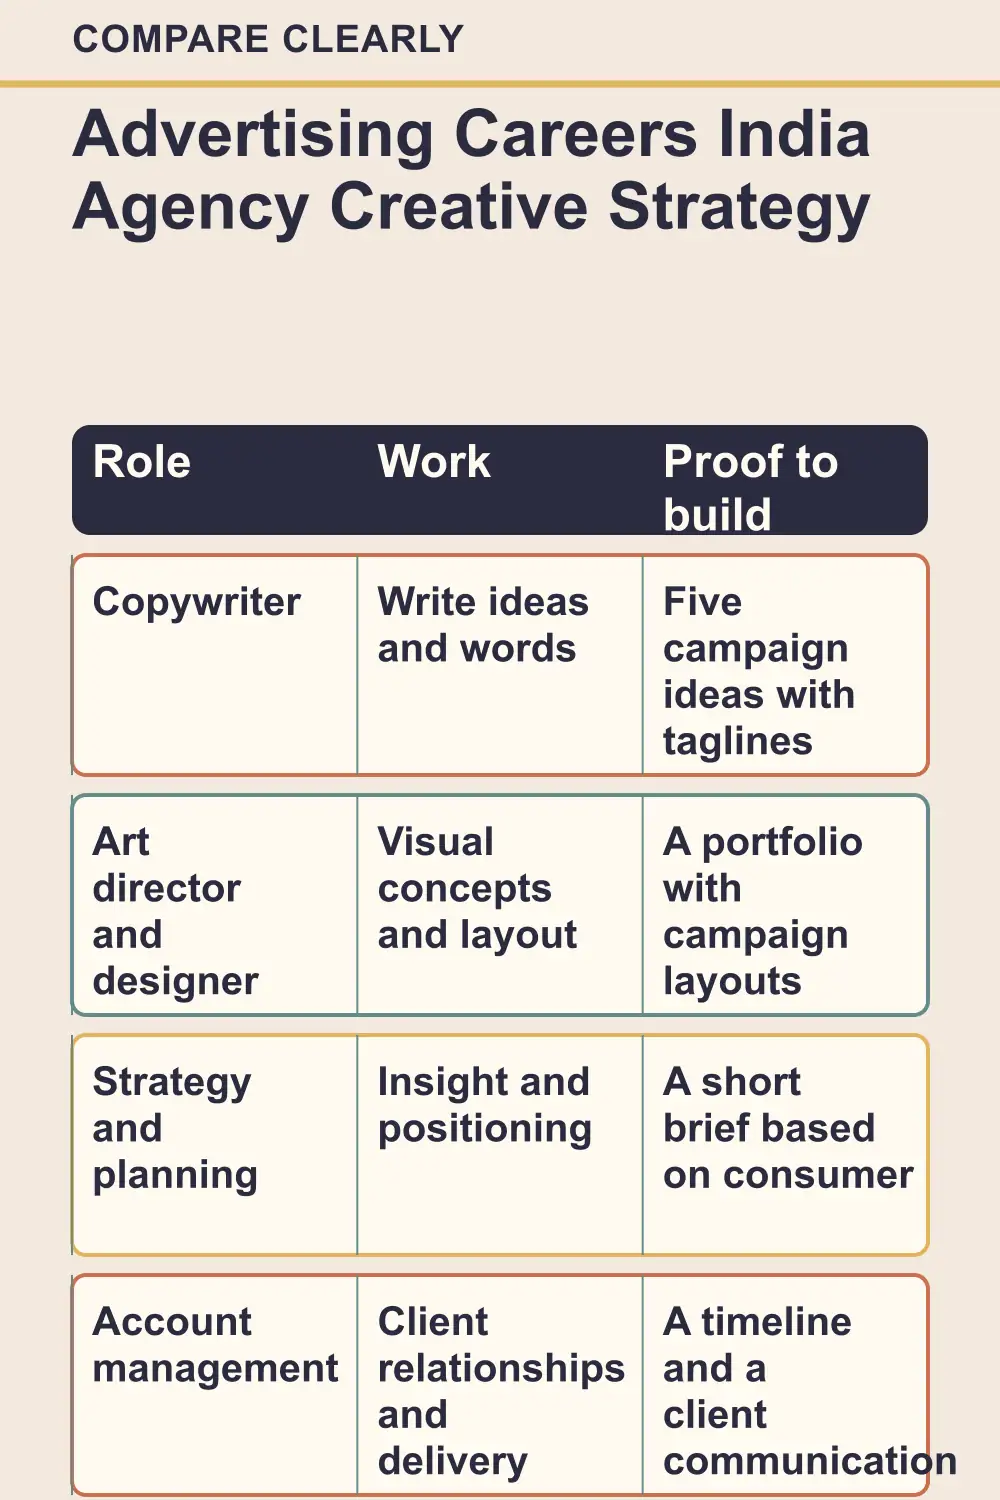 COMPARE CLEARLY
Advertising Careers India
Agency Creative Strategy
Role
Work
Proof to
build
Copywriter
Write ideas
and words
Five
campaign
ideas with
taglines
Art
director
and
designer
Visual
concepts
and layout
A portfolio
with
campaign
layouts
Strategy
and
planning
Insight and
positioning
A short
brief based
on consumer
Account
management
Client
relationships
and
delivery
A timeline
and a
client
communication